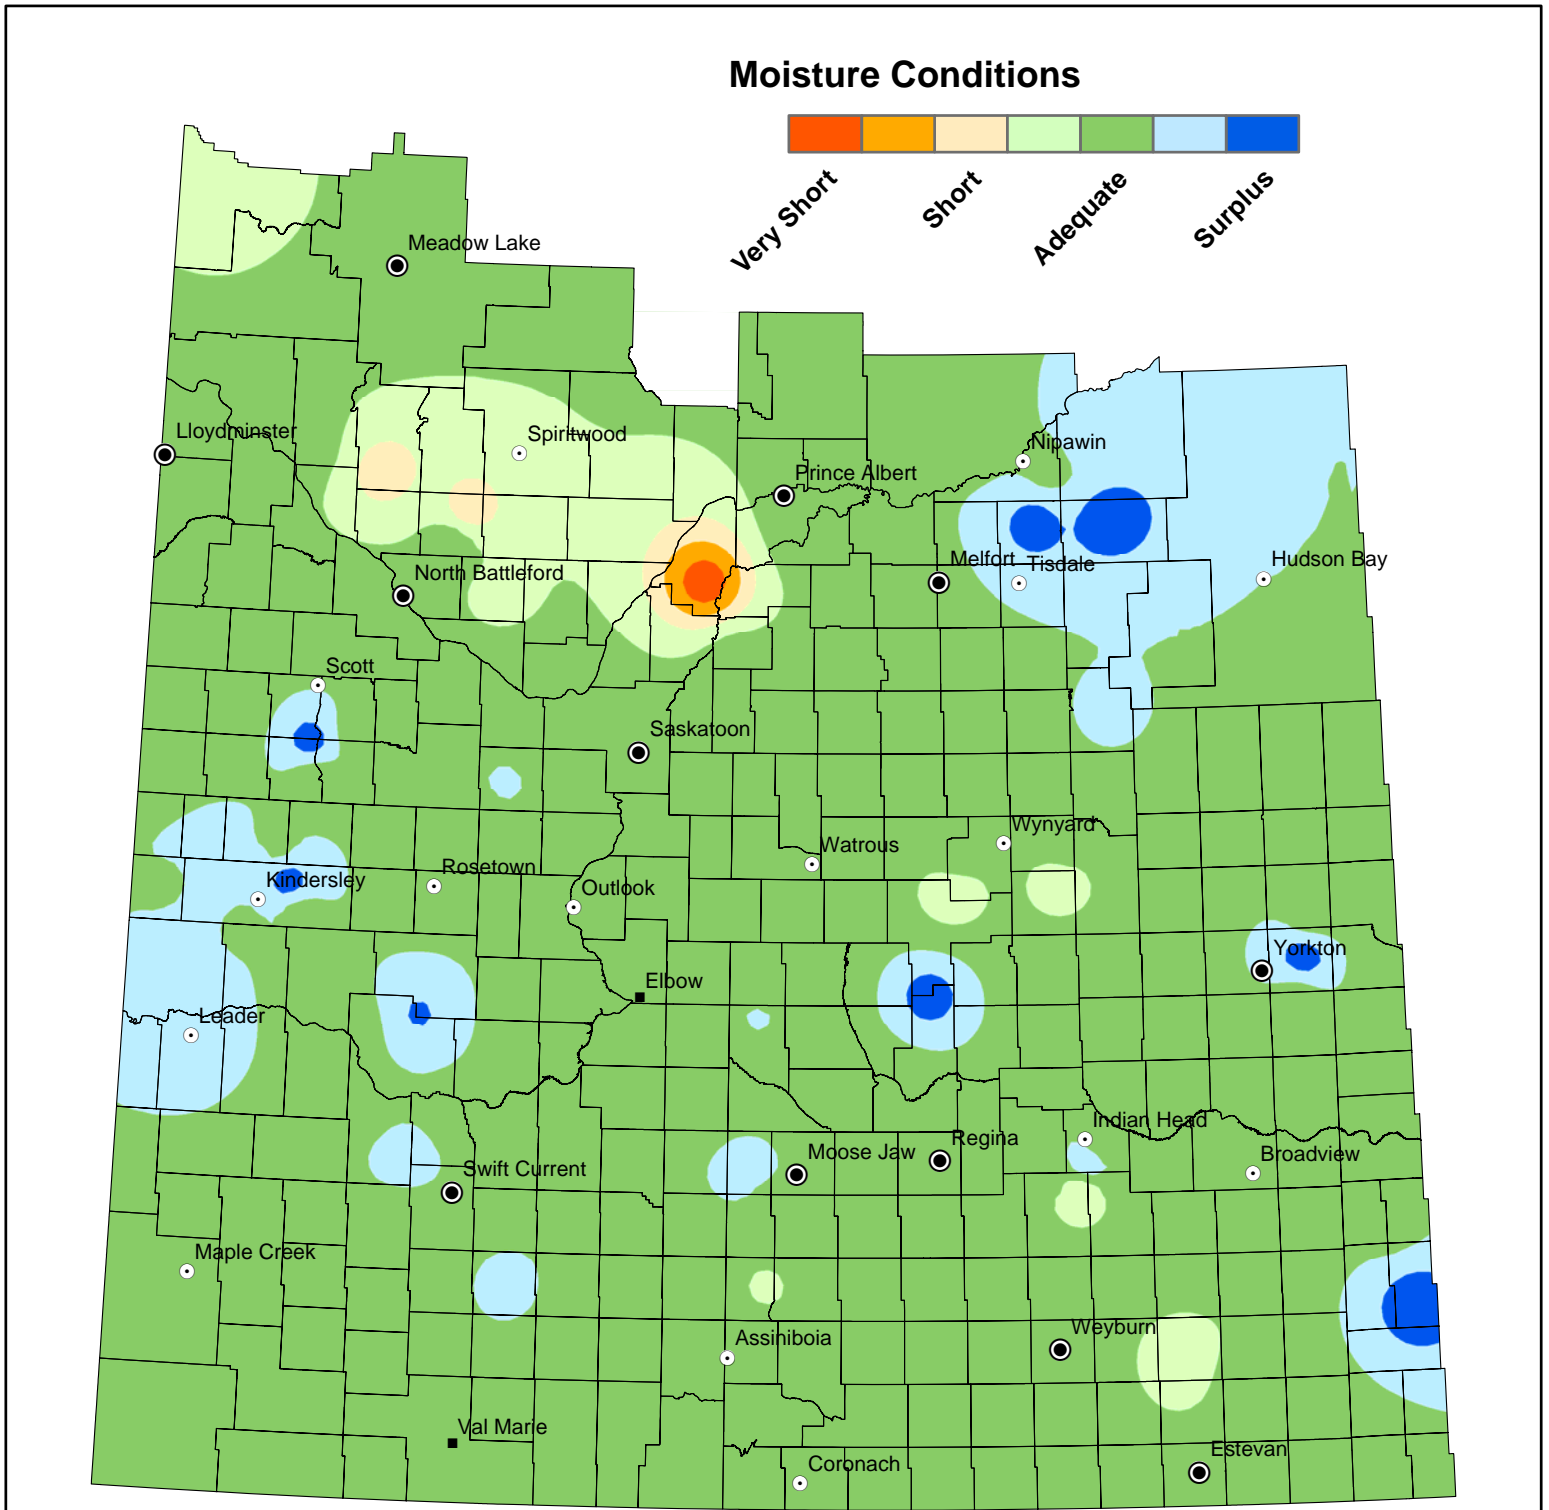 Moisture Conditions
Very Short
Short
Adequate
Surplus
Meadow Lake
Lloydminster
Spiritwood
Nipawin
Prince Albert
Melfort
Tisdale
Hudson Bay
North Battleford
Scott
Saskatoon
Wynyard
Watrous
Rosetown
Kindersley
Outlook
Yorkton
Elbow
Leader
Indian Head
Regina
Moose Jaw
Broadview
Swift Current
Maple Creek
Weyburn
Assiniboia
Val Marie
Estevan
Coronach